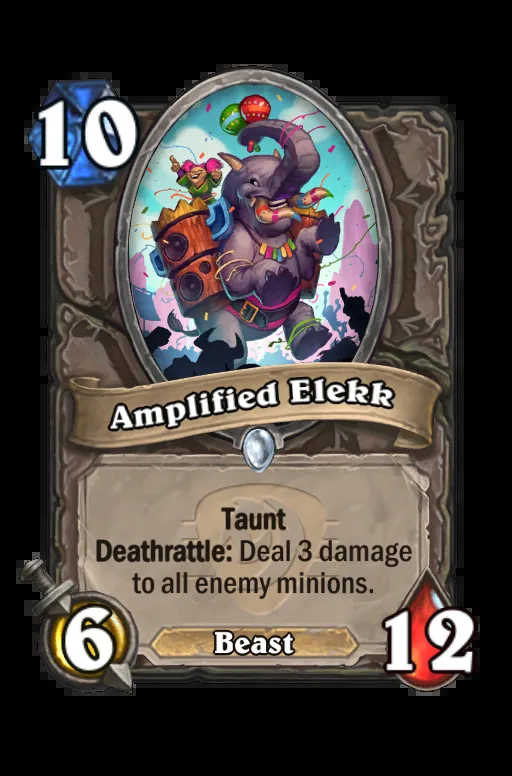 10
Amplified Elekk
Taunt
Deathrattle: Deal 3 damage
to all enemy minions.
6
Beast
12